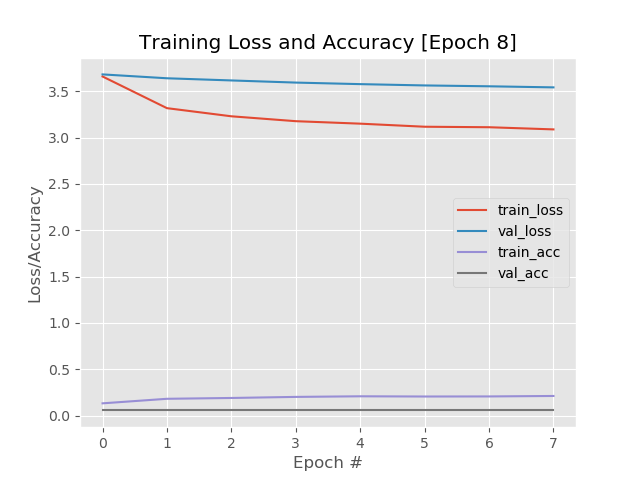 Training Loss and Accuracy [Epoch 8]
Loss/Accuracy
3.5
3.0
2.5
2.0
1.5
1.0
0.5
0.0
train_loss
val_loss
train_acc
val_acc
0 1 2 3 4 5 6 7
Epoch #